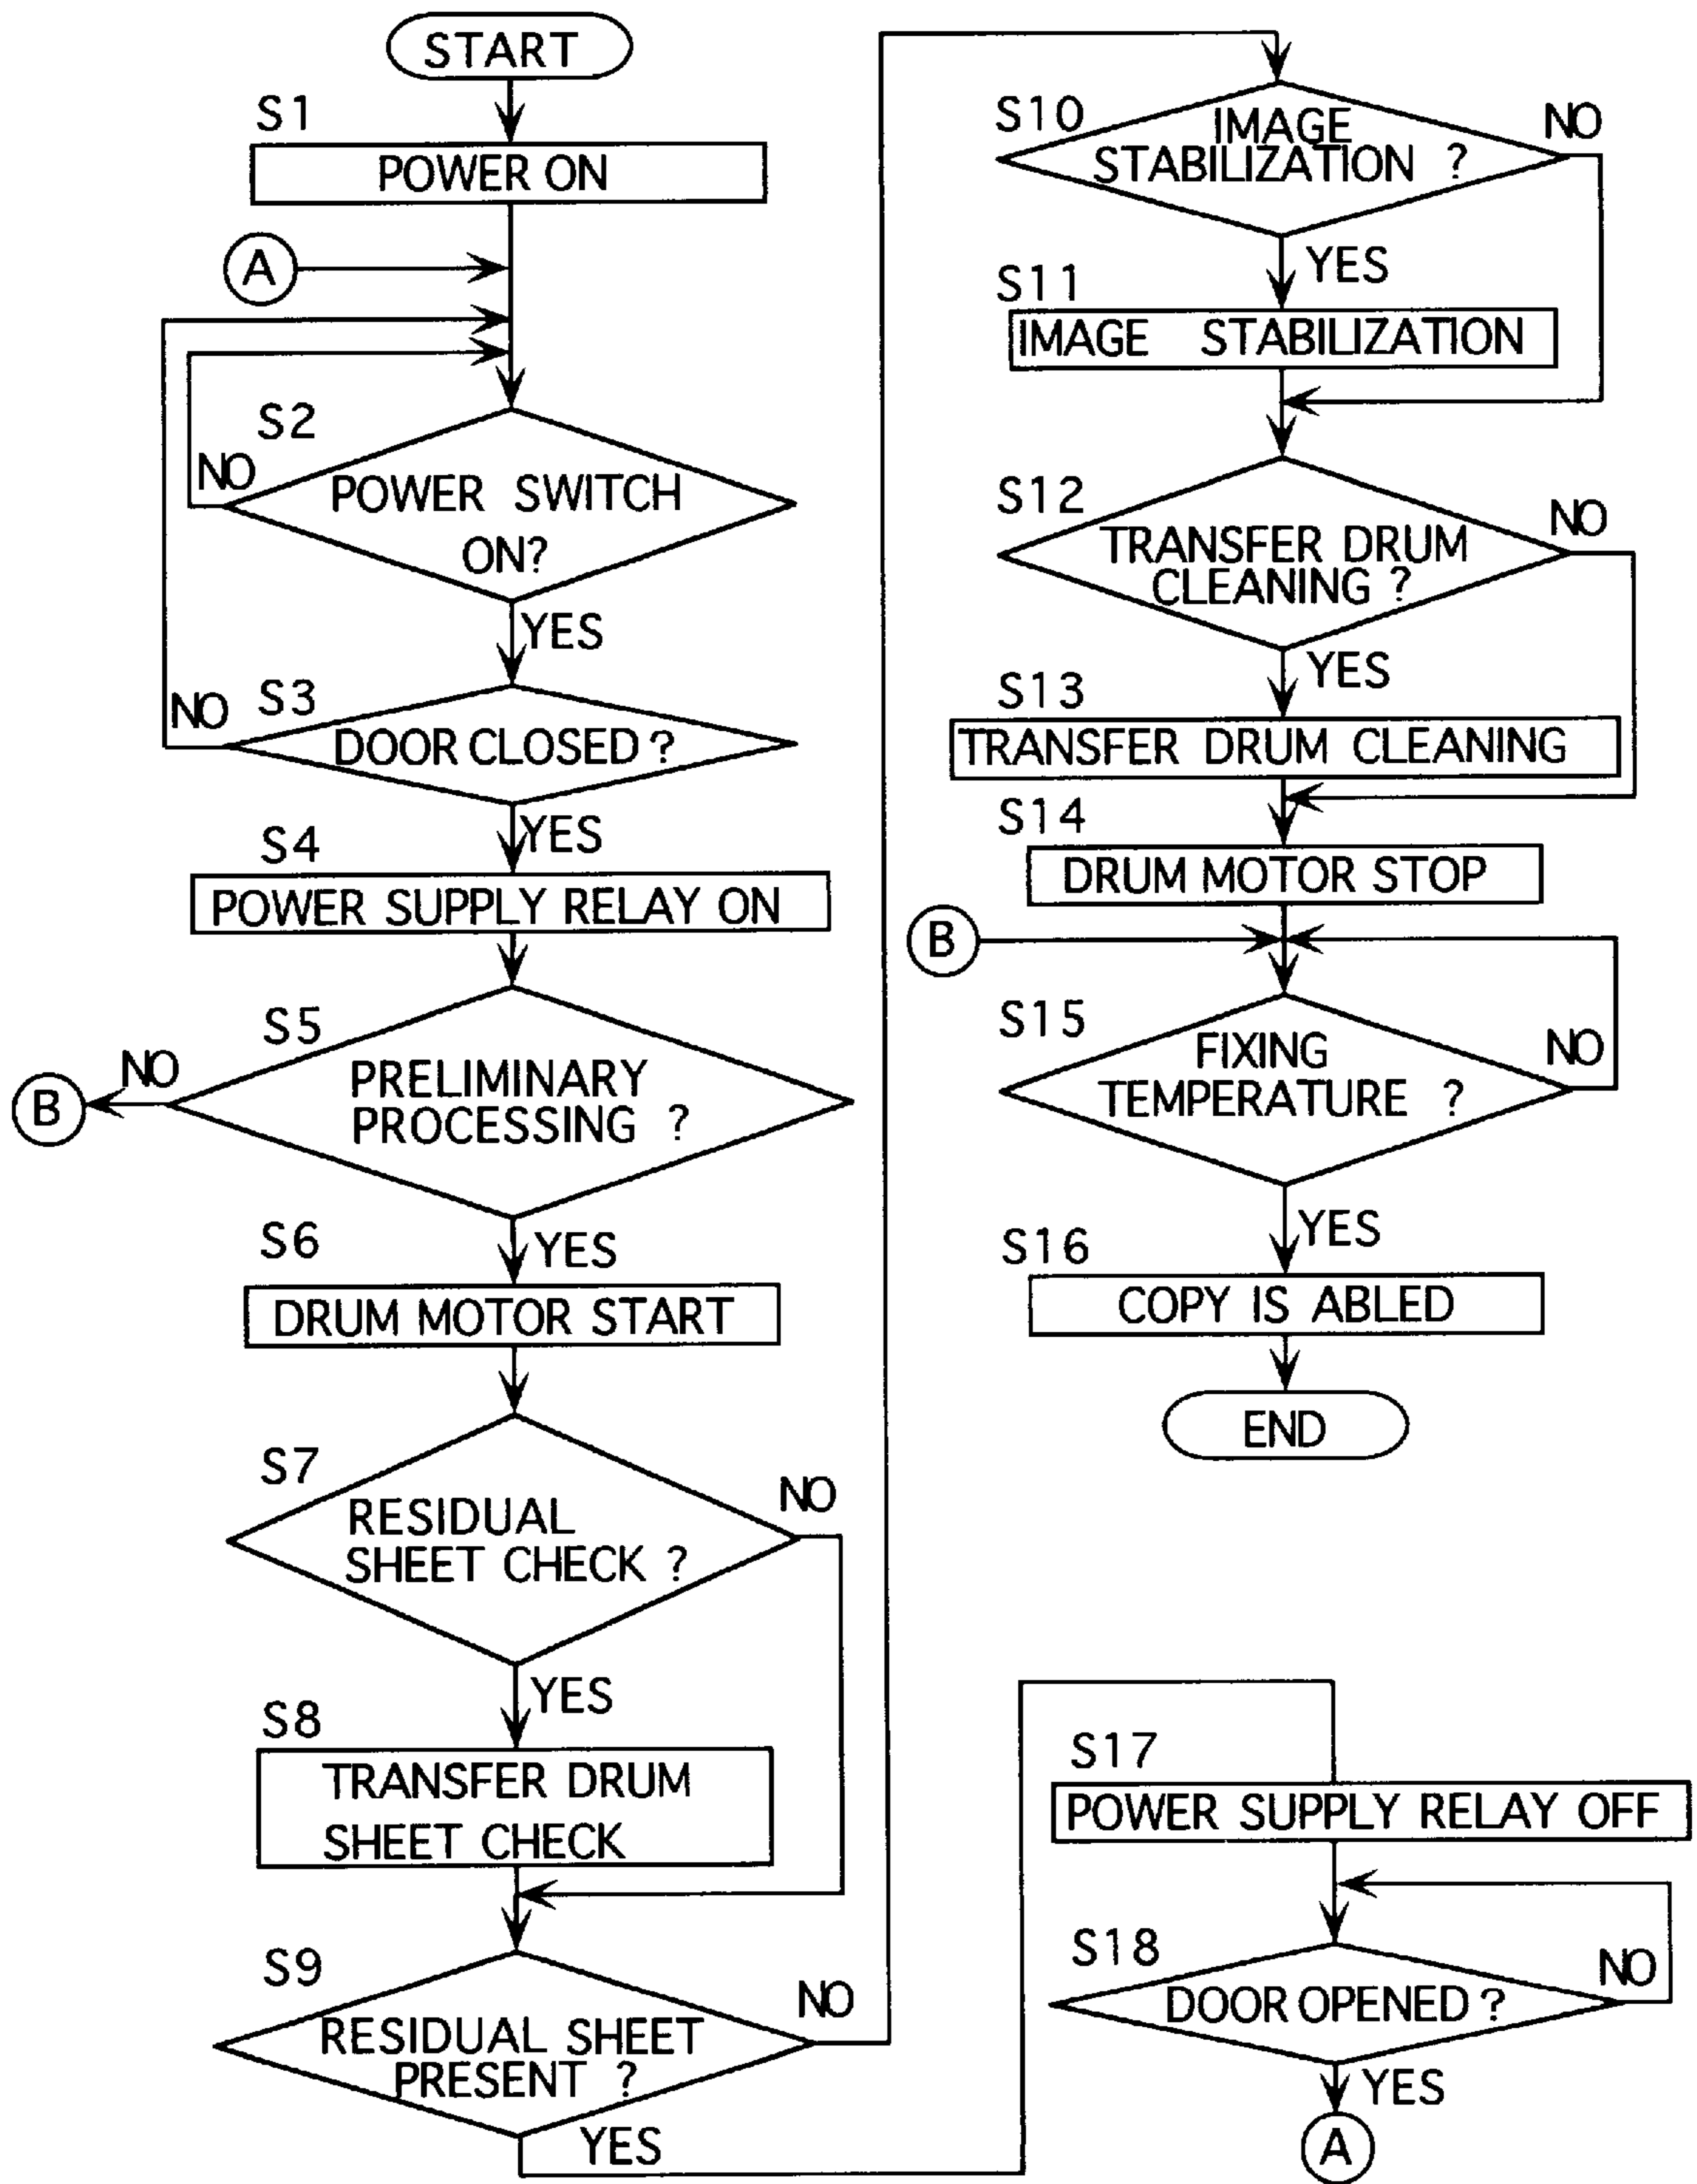 START
S1
POWER ON
A
S2
NO
POWER SWITCH
ON?
YES
S3
NO
DOOR CLOSED ?
YES
S4
POWER SUPPLY RELAY ON
S5
NO
B
PRELIMINARY
PROCESSING ?
YES
S6
DRUM MOTOR START
S7
NO
RESIDUAL
SHEET CHECK ?
YES
S8
TRANSFER DRUM
SHEET CHECK
S9
NO
RESIDUAL SHEET
PRESENT ?
YES
S10
NO
IMAGE
STABILIZATION ?
YES
S11
IMAGE STABILIZATION
S12
NO
TRANSFER DRUM
CLEANING ?
YES
S13
TRANSFER DRUM CLEANING
S14
DRUM MOTOR STOP
B
S15
NO
FIXING
TEMPERATURE ?
YES
S16
COPY IS ABLED
END
S17
POWER SUPPLY RELAY OFF
S18
NO
DOOR OPENED ?
YES
A